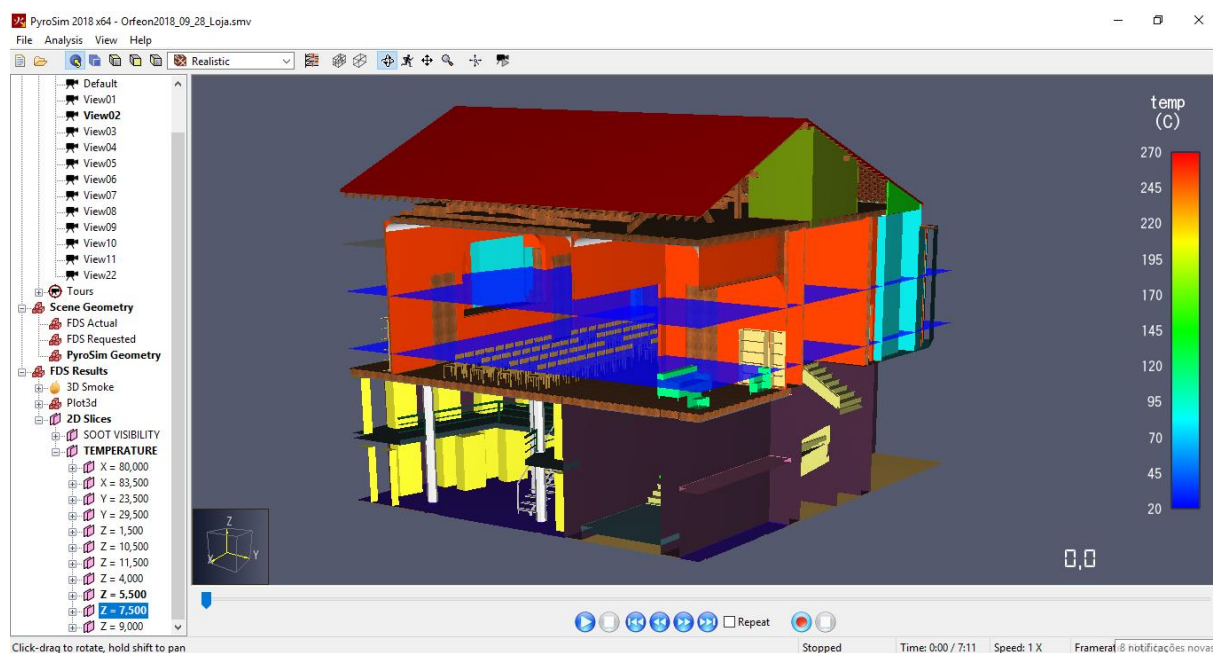 PyroSim 2018 x64 - Orfeon2018_09_28_Loja.smv
File Analysis View Help
Realistic
Default
View01
View02
View03
View04
View05
View06
View07
View08
View09
View10
View11
View22
Tours
Scene Geometry
FDS Actual
FDS Requested
PyroSim Geometry
FDS Results
3D Smoke
Plot3d
2D Slices
SOOT VISIBILITY
TEMPERATURE
X = 80,000
X = 83,500
Y = 23,500
Y = 29,500
Z = 1,500
Z = 10,500
Z = 11,500
Z = 4,000
Z = 5,500
Z = 7,500
Z = 9,000
temp
(C)
270
245
220
195
170
145
120
95
70
45
20
Z
X
Y
0,0
Repeat
Click-drag to rotate, hold shift to pan
Stopped
Time: 0:00 / 7:11
Speed: 1 X
Framerat
8 notificações novas